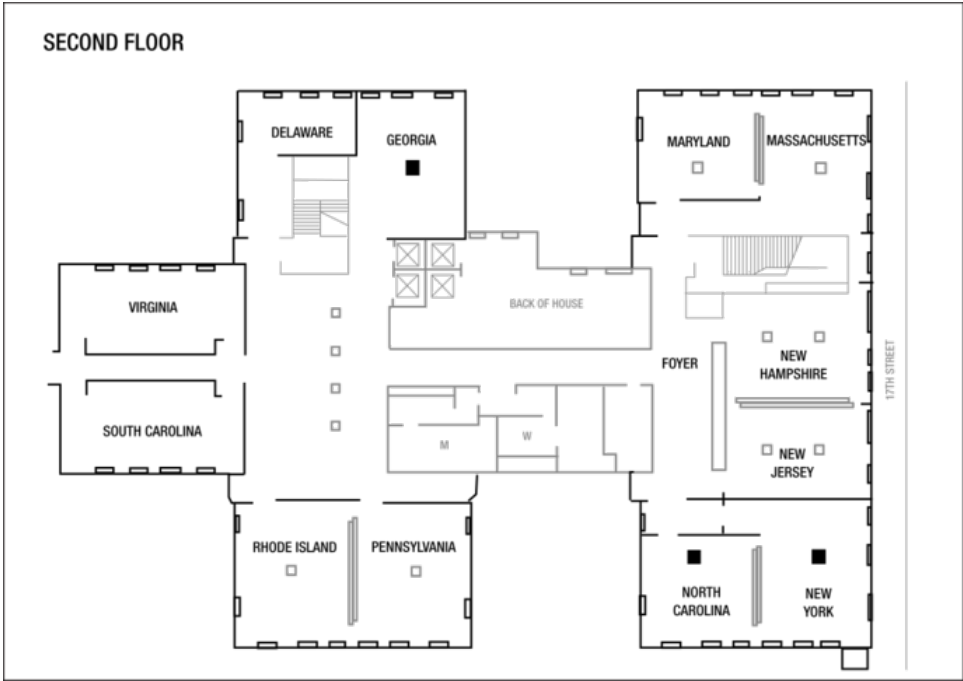 SECOND FLOOR
DELAWARE
GEORGIA
MARYLAND
MASSACHUSETTS
VIRGINIA
BACK OF HOUSE
FOYER
NEW
HAMPSHIRE
17TH STREET
SOUTH CAROLINA
M
W
NEW
JERSEY
RHODE ISLAND
PENNSYLVANIA
NORTH
CAROLINA
NEW
YORK